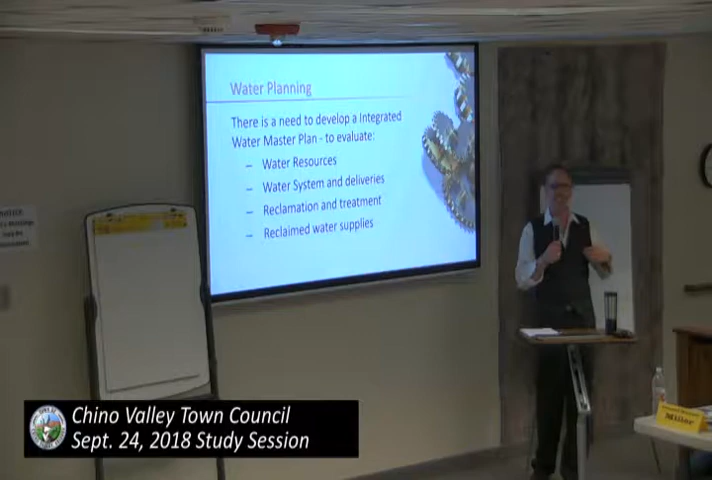 Water Planning
There is a need to develop a Integrated
Water Master Plan - to evaluate:
– Water Resources
– Water System and deliveries
– Reclamation and treatment
– Reclaimed water supplies
Miller
Chino Valley Town Council
Sept. 24, 2018 Study Session